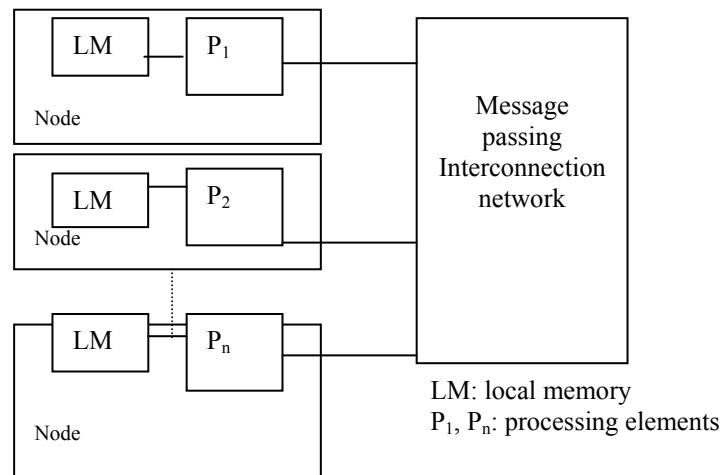 LM
P₁
Node
LM
P₂
Node
LM
Pₙ
Node
Message
passing
Interconnection
network
LM: local memory
P₁, Pₙ: processing elements